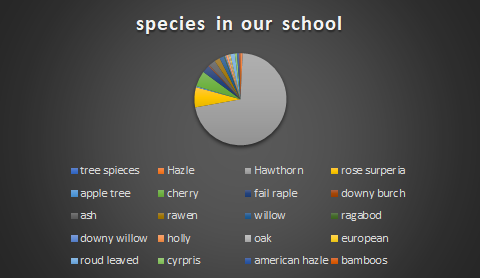 species in our school
tree spieces Hazle Hawthorn rose surperia
apple tree cherry fail raple downy burch
ash rawen willow ragabod
downy willow holly oak european
roud leaved cyrpris american hazle bamboos